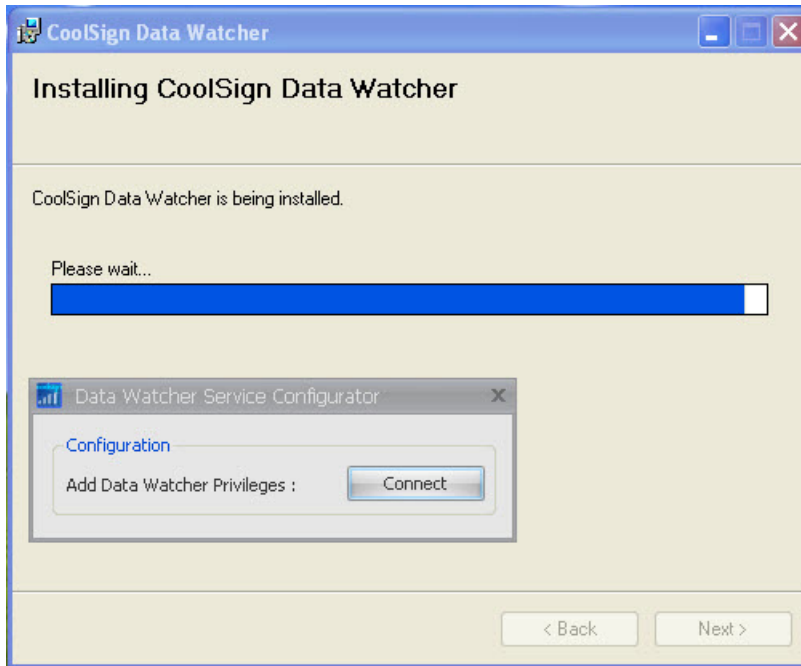 CoolSign Data Watcher
Installing CoolSign Data Watcher
CoolSign Data Watcher is being installed.
Please wait...
Data Watcher Service Configurator
Configuration
Add Data Watcher Privileges :
Connect
< Back
Next >